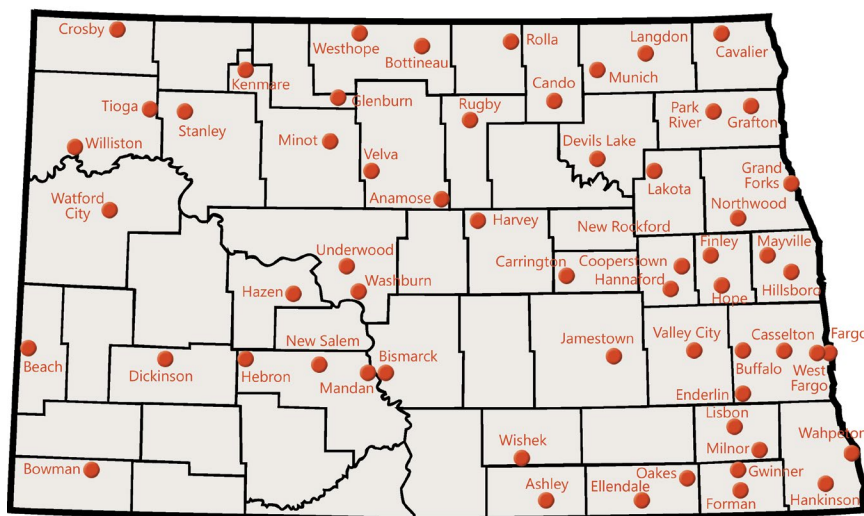 Crosby
Westhope
Bottineau
Rolla
Langdon
Cavalier
Munich
Kenmare
Cando
Glenburn
Tioga
Stanley
Rugby
Park
River
Grafton
Williston
Minot
Devils Lake
Velva
Lakota
Grand
Forks
Watford
City
Anamose
Northwood
Harvey
New Rockford
Underwood
Carrington
Cooperstown
Finley
Mayville
Hannaford
Washburn
Hazen
Hope
Hillsboro
New Salem
Jamestown
Valley City
Casselton
Fargo
Beach
Dickinson
Hebron
Mandan
Bismarck
Buffalo
West
Fargo
Enderlin
Lisbon
Wahpeton
Wishek
Milnor
Bowman
Oakes
Gwinner
Ashley
Ellendale
Forman
Hankinson